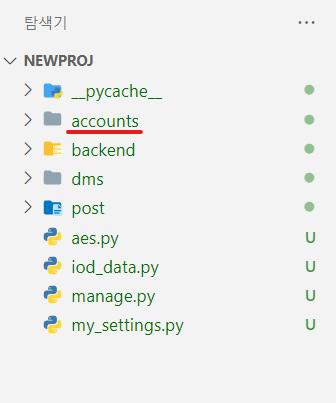 탐색기 ...
NEWPROJ
__pycache__
accounts
backend
dms
post
aes.py U
iod_data.py U
manage.py U
my_settings.py U